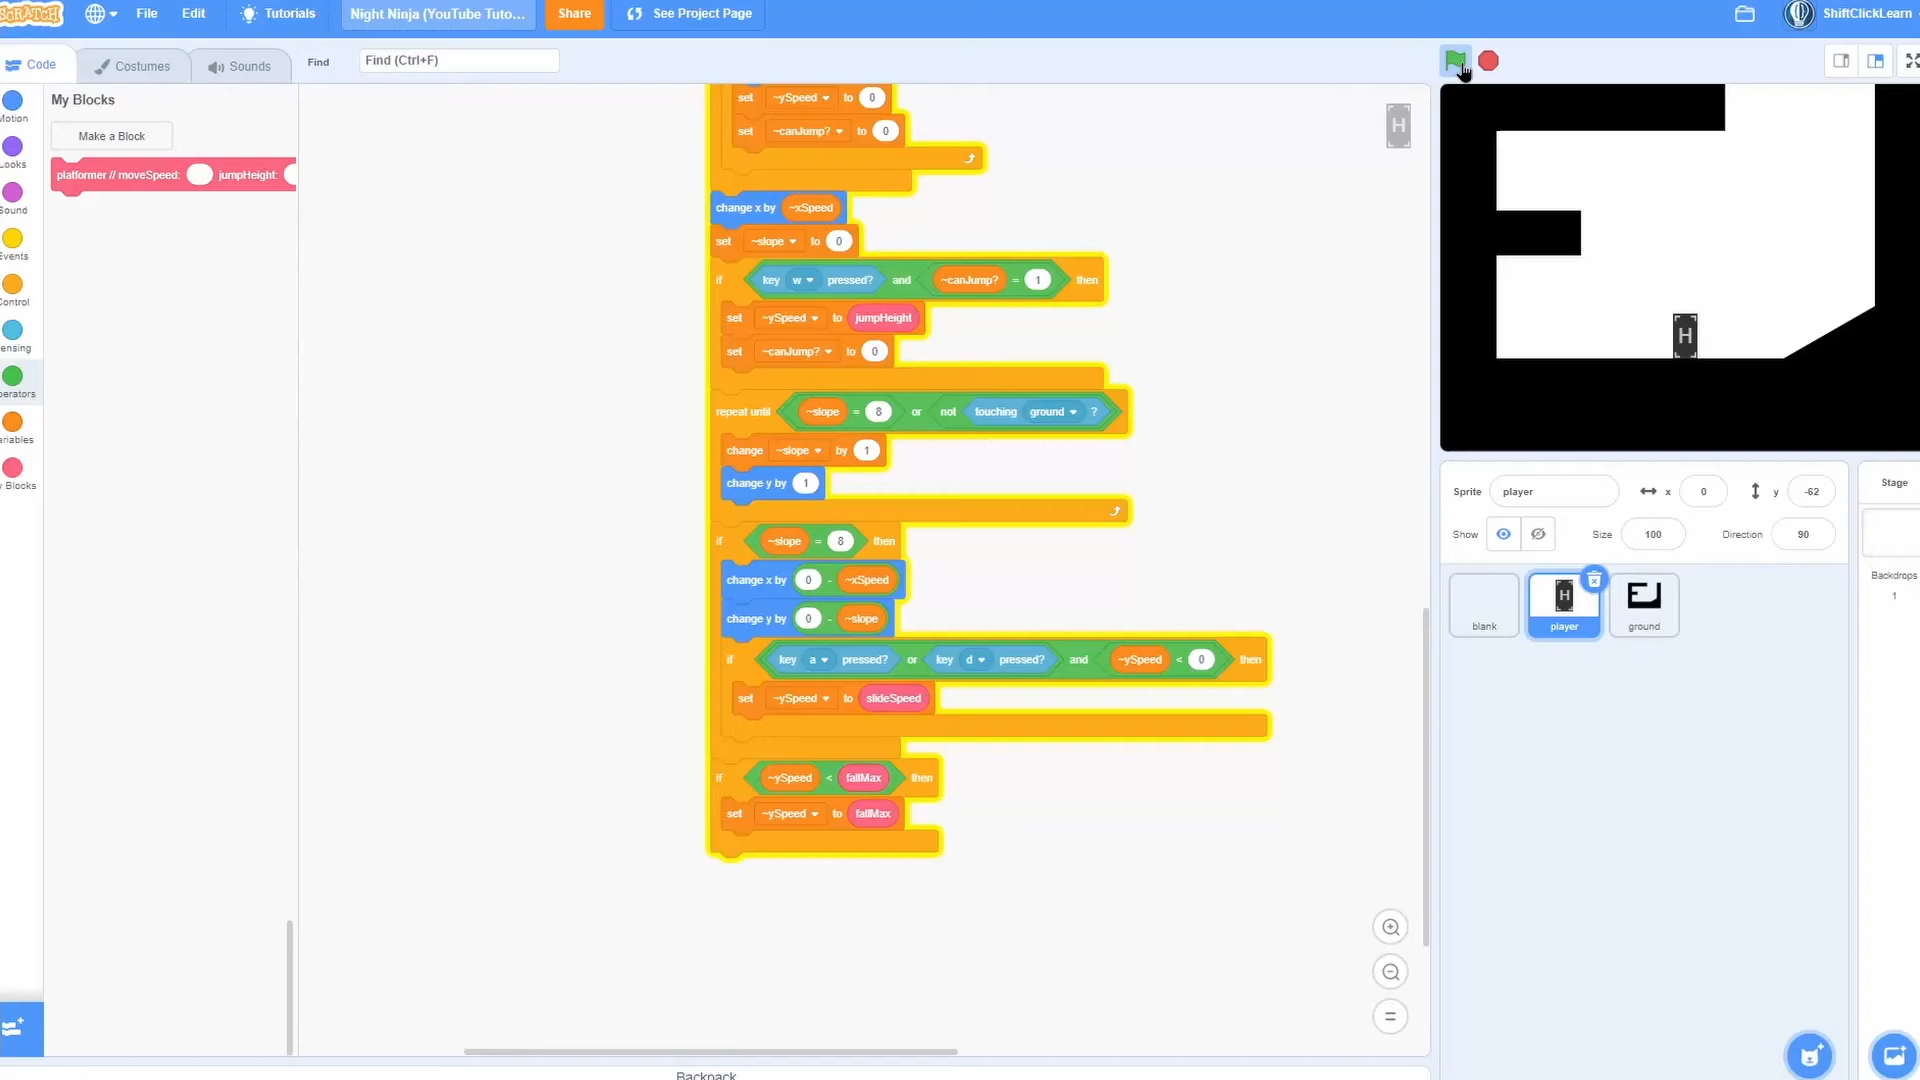 SCRATCH
File
Edit
Tutorials
Night Ninja (YouTube Tuto...
Share
See Project Page
ShiftClickLearn
Code
Costumes
Sounds
Find
Find (Ctrl+F)
Motion
Looks
Sound
Events
Control
ensing
erators
ariables
y Blocks
My Blocks
Make a Block
platformer // moveSpeed: jumpHeight:
set ~ySpeed to 0
set ~canJump? to 0
change x by ~xSpeed
set ~slope to 0
if key w pressed? and ~canJump? = 1 then
set ~ySpeed to jumpHeight
set ~canJump? to 0
repeat until ~slope = 8 or not touching ground ?
change ~slope by 1
change y by 1
if ~slope = 8 then
change x by 0 - ~xSpeed
change y by 0 - ~slope
if key a pressed? or key d pressed? and ~ySpeed < 0 then
set ~ySpeed to slideSpeed
if ~ySpeed < fallMax then
set ~ySpeed to fallMax
H
H
Sprite player x 0 y -62
Show Size 100 Direction 90
H
blank
player
ground
Stage
Backdrops
1
Backpack